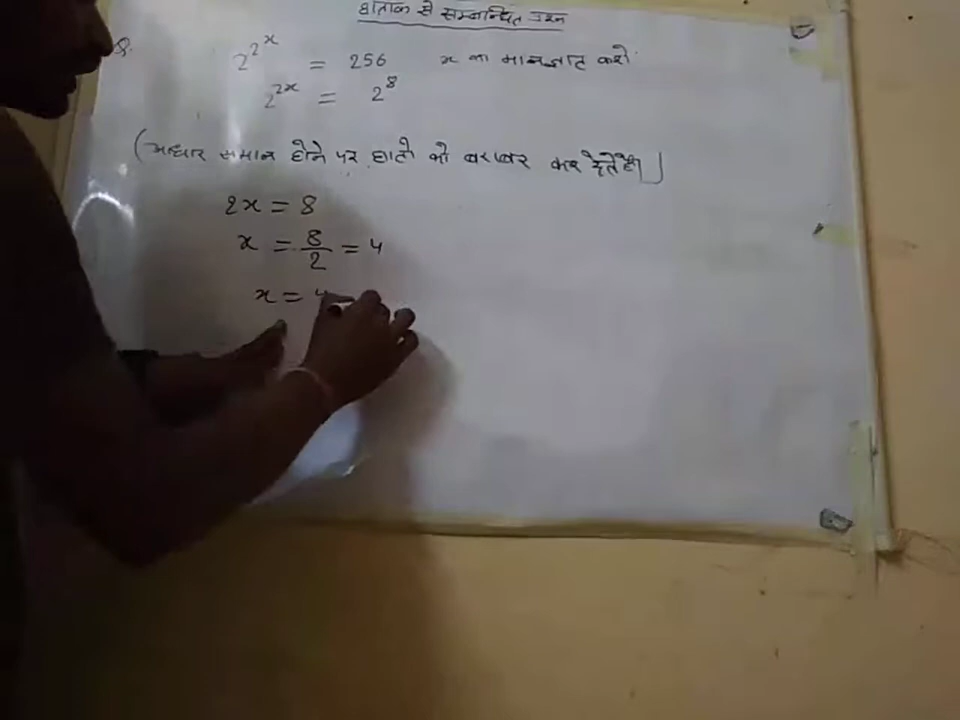 घातांक से सम्बन्धित प्रश्न
Q. 2^2^x = 256 x का मान ज्ञात करो
2^2x = 2^8
(आधार समान होने पर घातो को बराबर कर देते है।)
2x = 8
x = 8/2 = 4
x = 4